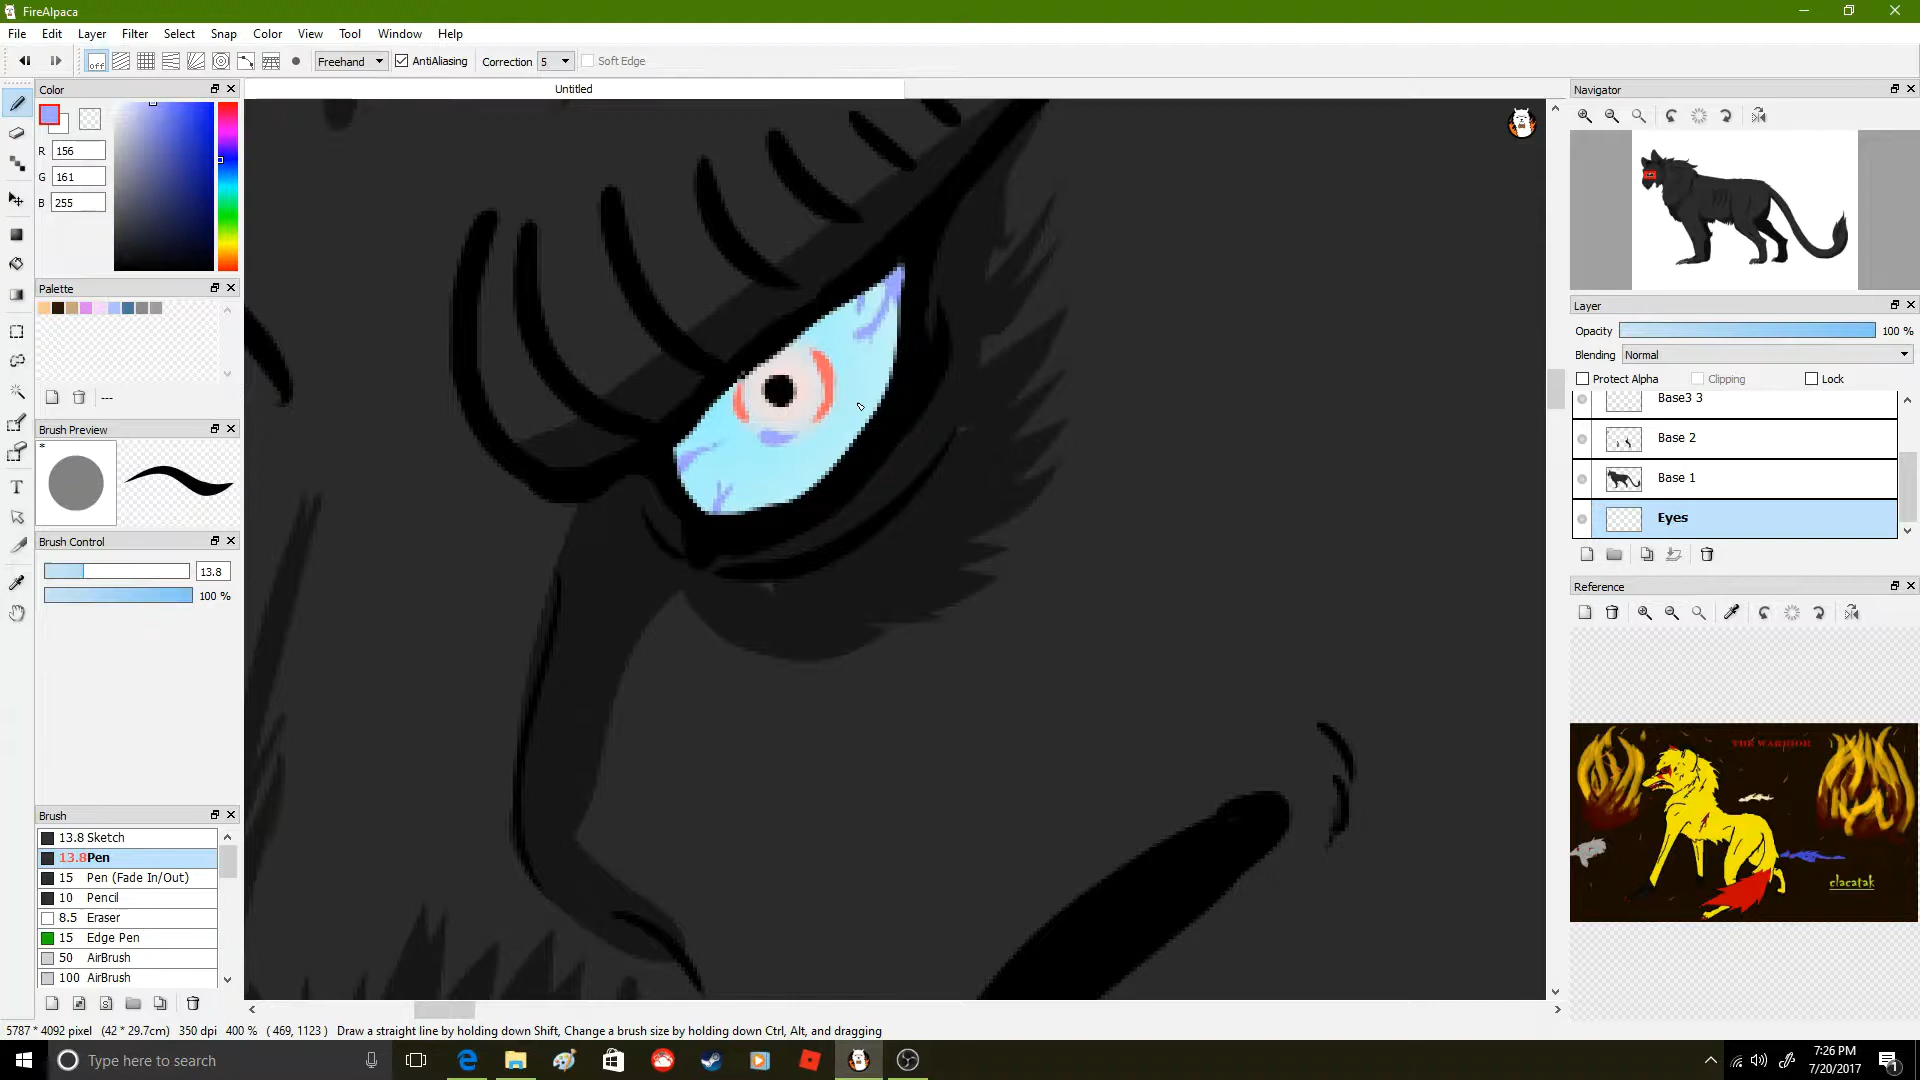 FireAlpaca
File Edit Layer Filter Select Snap Color View Tool Window Help
off Freehand AntiAliasing Correction 5 Soft Edge
Color
Untitled
Navigator
R 156
G 161
B 255
Palette
---
Layer
Opacity 100 %
Blending Normal
Protect Alpha Clipping Lock
Base3 3
Base 2
Base 1
Eyes
Brush Preview
*
Brush Control
13.8
100 %
Reference
THE WARRIOR
clacatak
Brush
13.8 Sketch
13.8 Pen
15 Pen (Fade In/Out)
10 Pencil
8.5 Eraser
15 Edge Pen
50 AirBrush
100 AirBrush
5787 * 4092 pixel (42 * 29.7cm) 350 dpi 400 % ( 469, 1123 ) Draw a straight line by holding down Shift, Change a brush size by holding down Ctrl, Alt, and dragging
Type here to search
7:26 PM
7/20/2017
1